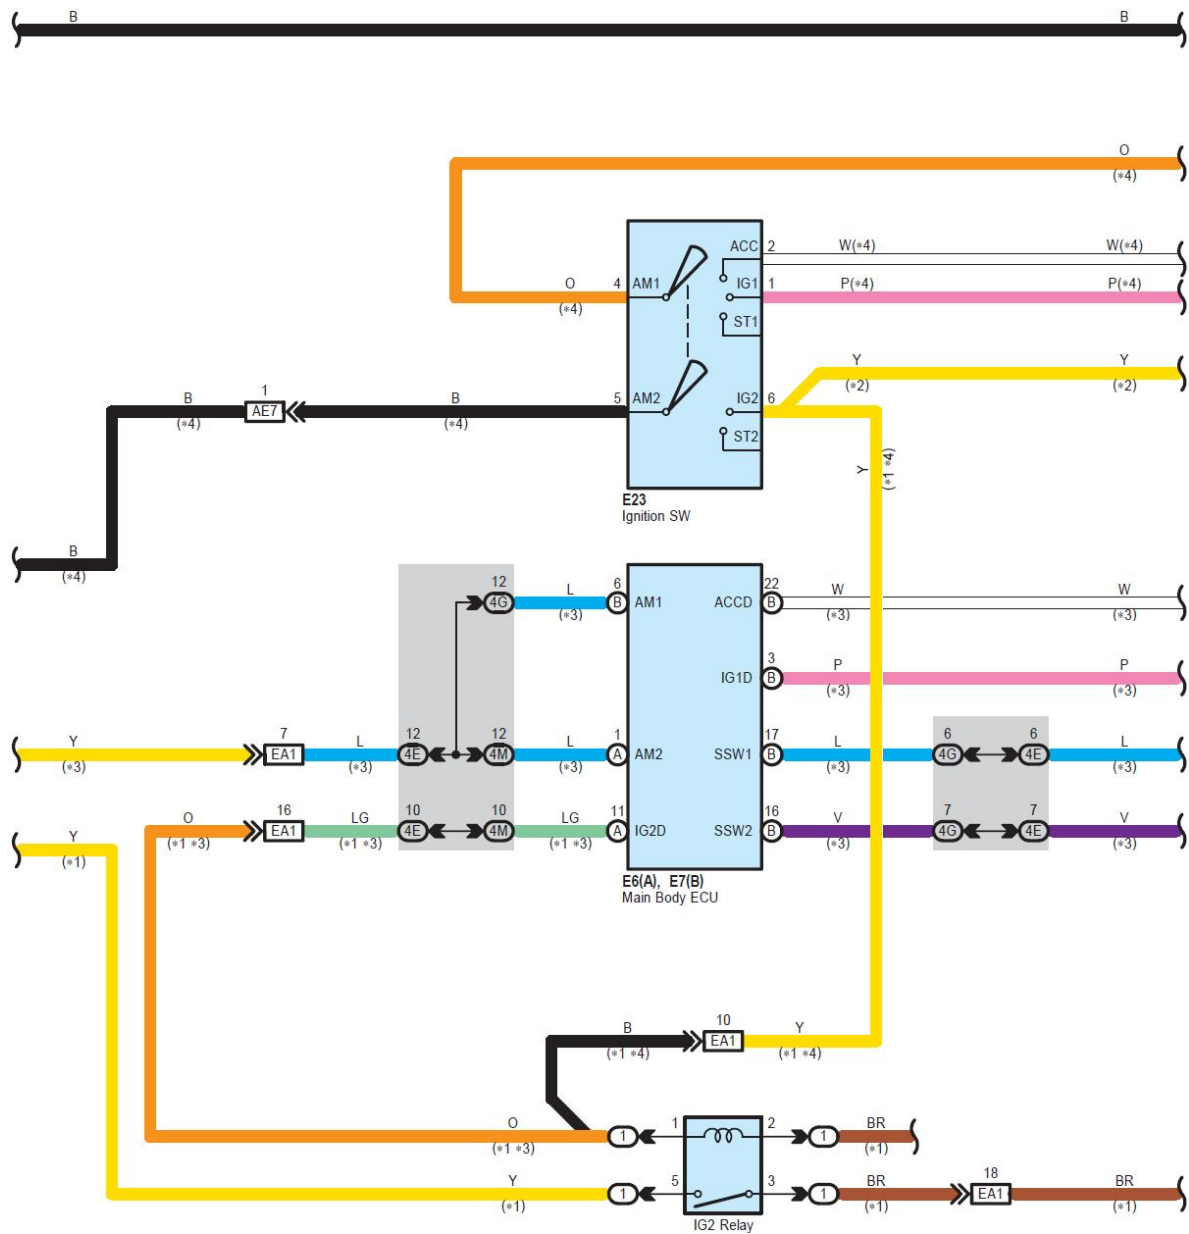 B B
O
(*4)
ACC 2 W(*4) W(*4)
O 4 AM1 IG1 1 P(*4) P(*4)
(*4)
ST1
Y Y
(*2) (*2)
1
B AE7 B 5 AM2 IG2 6
(*4) (*4)
ST2
Y
(*1 *4)
E23
Ignition SW
B
(*4)
12 L 6 22 W W
4G (*3) B AM1 ACCD B (*3) (*3)
3 P P
IG1D B (*3) (*3)
Y 7 L 12 12 L 1 17 L 6 6 L
(*3) EA1 (*3) 4E 4M (*3) A AM2 SSW1 B (*3) 4G 4E (*3)
O 16 LG 10 10 LG 11 16 V 7 7 V
(*1 *3) EA1 (*1 *3) 4E 4M (*1 *3) A IG2D SSW2 B (*3) 4G 4E (*3)
Y
(*1)
E6(A), E7(B)
Main Body ECU
B 10 Y
(*1 *4) EA1 (*1 *4)
O 1 1 2 1 BR
(*1 *3) (*1)
Y 1 5 3 1 BR 18 BR
(*1) (*1) EA1 (*1)
IG2 Relay